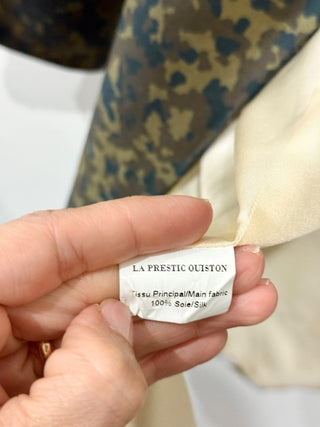 LA PRESTIC OUISTON
Tissu Principal/Main fabric
100% Soie/Silk